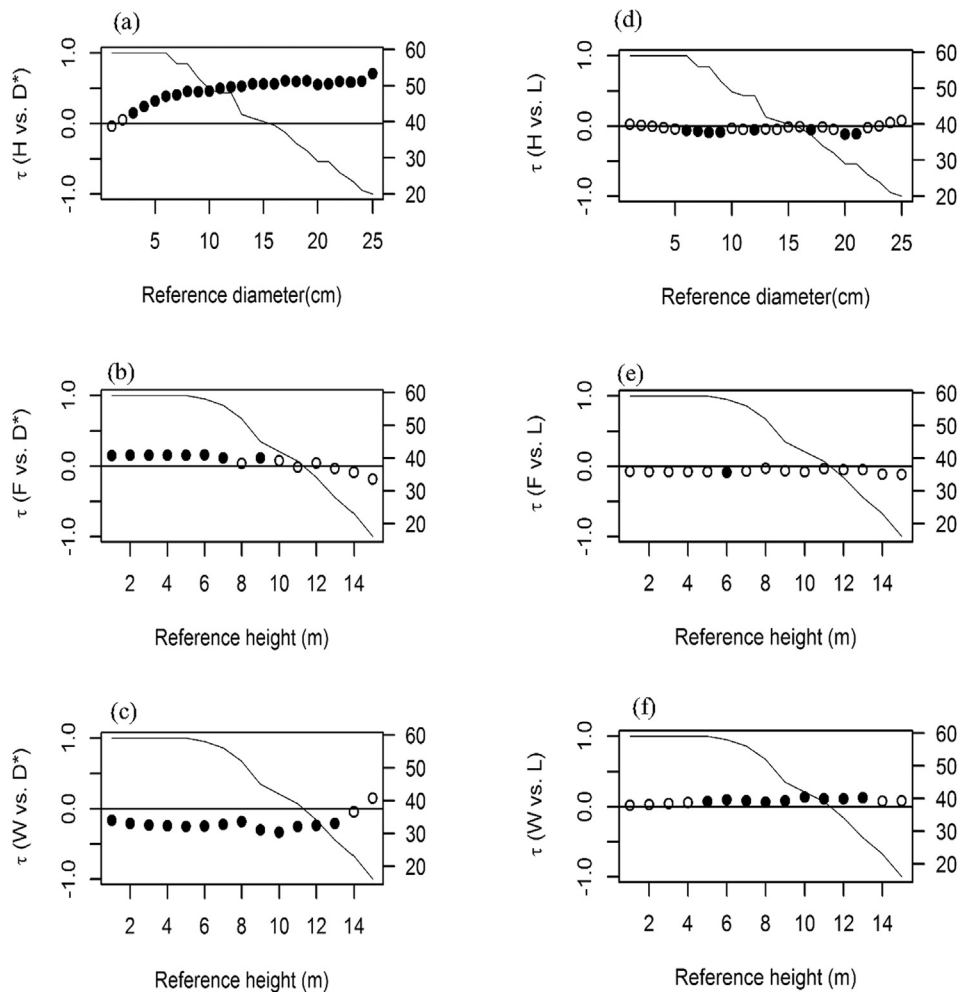 (a)
τ (H vs. D*)
1.0
0.0
-1.0
60
50
40
30
20
5 10 15 20 25
Reference diameter(cm)
(d)
τ (H vs. L)
1.0
0.0
-1.0
60
50
40
30
20
5 10 15 20 25
Reference diameter(cm)
(b)
τ (F vs. D*)
1.0
0.0
-1.0
60
50
40
30
20
2 4 6 8 10 12 14
Reference height (m)
(e)
τ (F vs. L)
1.0
0.0
-1.0
60
50
40
30
20
2 4 6 8 10 12 14
Reference height (m)
(c)
τ (W vs. D*)
1.0
0.0
-1.0
60
50
40
30
20
2 4 6 8 10 12 14
Reference height (m)
(f)
τ (W vs. L)
1.0
0.0
-1.0
60
50
40
30
20
2 4 6 8 10 12 14
Reference height (m)